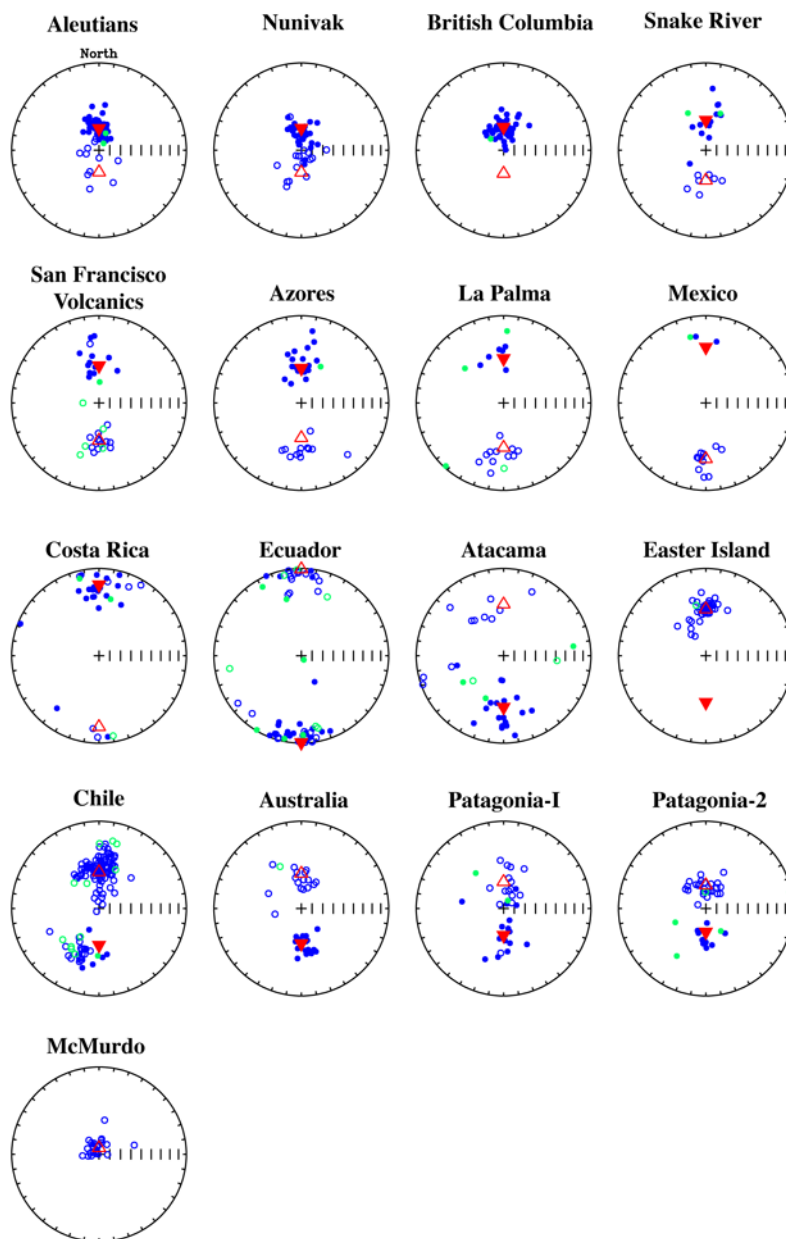 Aleutians
Nunivak
British Columbia
Snake River
North
San Francisco
Volcanics
Azores
La Palma
Mexico
Costa Rica
Ecuador
Atacama
Easter Island
Chile
Australia
Patagonia-I
Patagonia-2
McMurdo